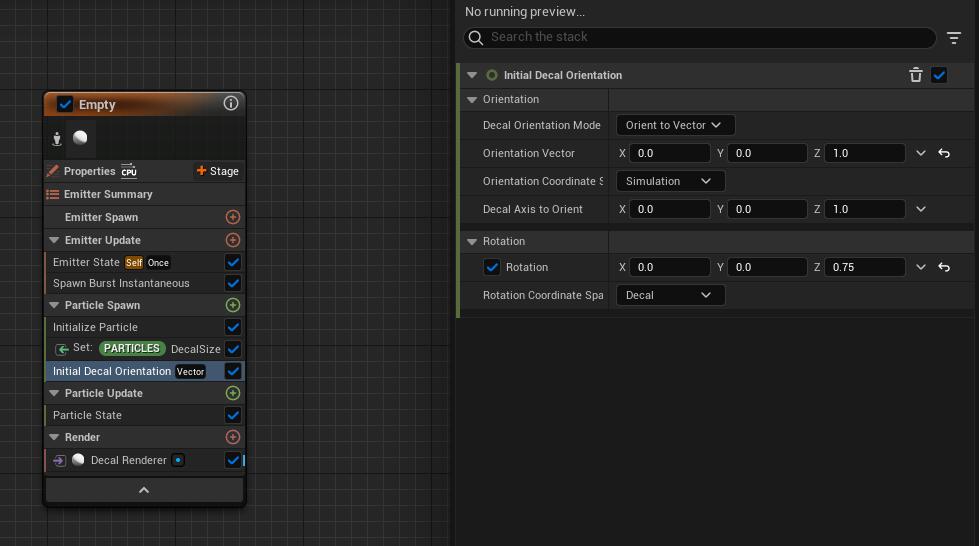 No running preview...
Search the stack
Initial Decal Orientation
Orientation
Decal Orientation Mode Orient to Vector
Orientation Vector X 0.0 Y 0.0 Z 1.0
Orientation Coordinate S Simulation
Decal Axis to Orient X 0.0 Y 0.0 Z 1.0
Rotation
Rotation X 0.0 Y 0.0 Z 0.75
Rotation Coordinate Spa Decal
Empty
Properties CPU + Stage
Emitter Summary
Emitter Spawn
Emitter Update
Emitter State Self Once
Spawn Burst Instantaneous
Particle Spawn
Initialize Particle
Set: PARTICLES DecalSize
Initial Decal Orientation Vector
Particle Update
Particle State
Render
Decal Renderer